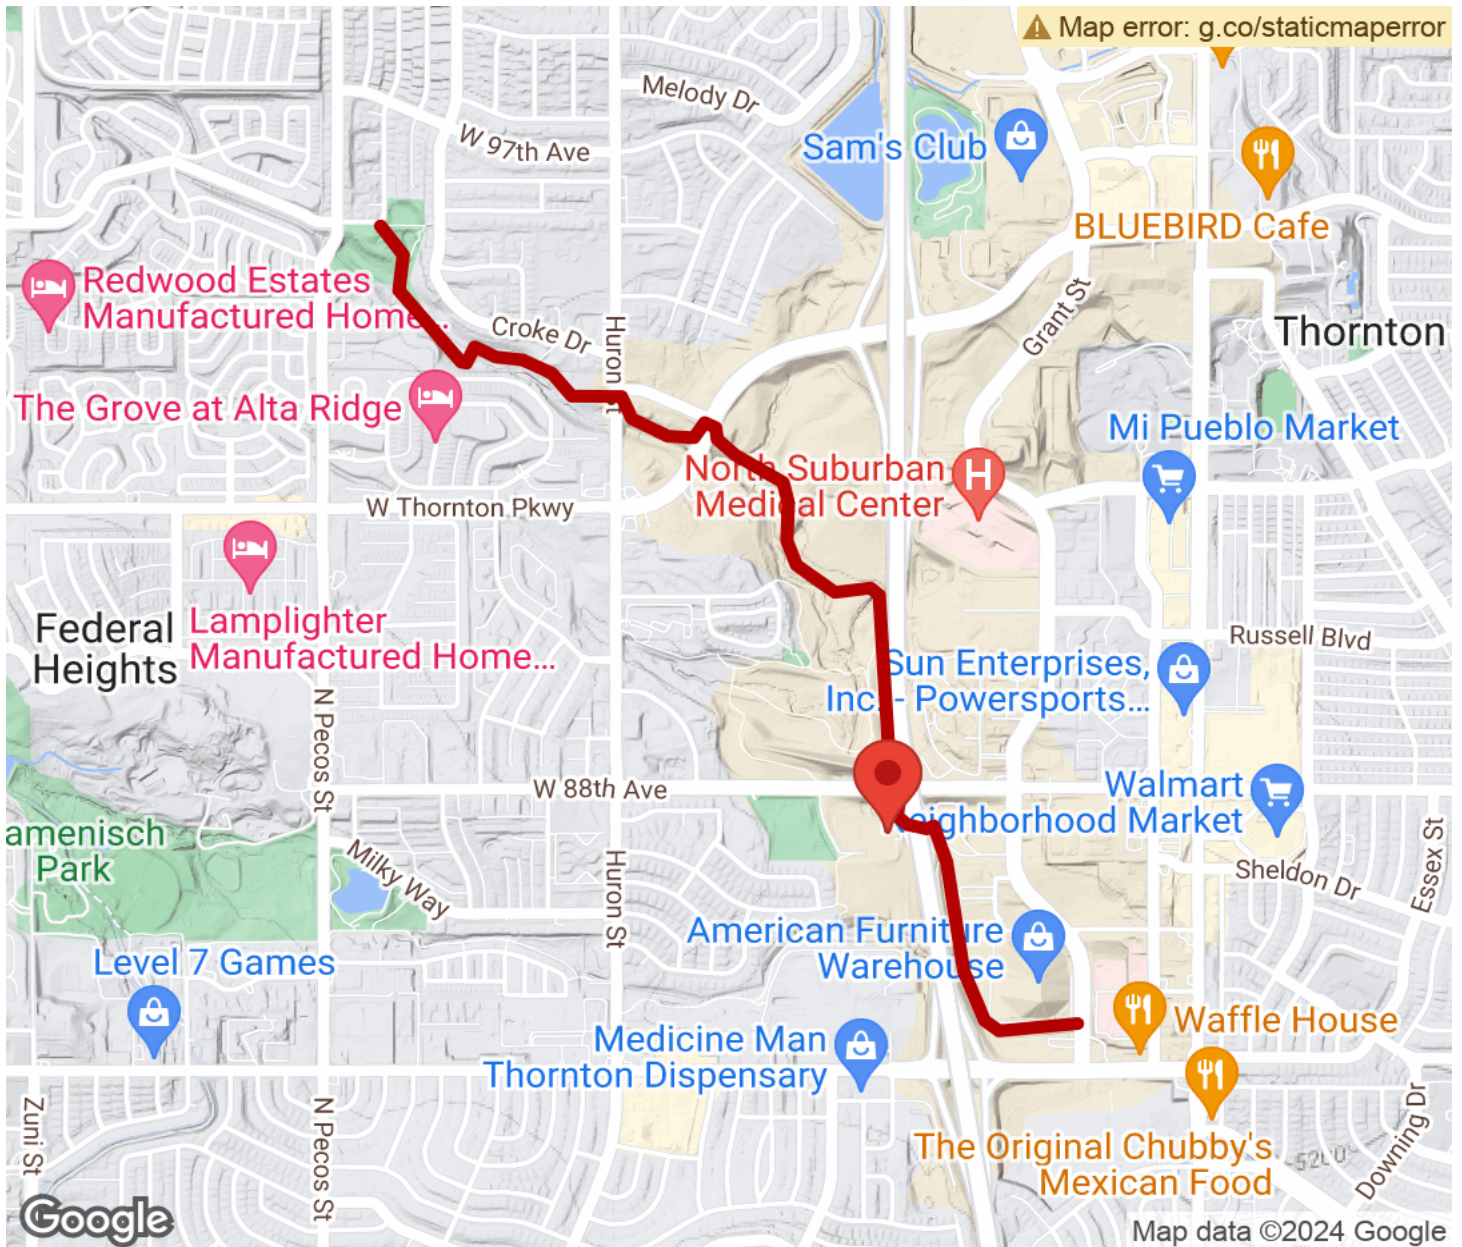 Map error: g.co/staticmaperror
Melody Dr
W 97th Ave
Sam's Club
BLUEBIRD Cafe
Redwood Estates
Manufactured Home...
Croke Dr
Huron St
Grant St
Thornton
The Grove at Alta Ridge
Mi Pueblo Market
North Suburban
Medical Center
W Thornton Pkwy
Federal
Heights
Lamplighter
Manufactured Home...
Russell Blvd
Sun Enterprises,
Inc. - Powersports...
N Pecos St
W 88th Ave
Walmart
Neighborhood Market
amenisch
Park
Milky Way
Huron St
Sheldon Dr
Essex St
American Furniture
Warehouse
Level 7 Games
Waffle House
Medicine Man
Thornton Dispensary
Zuni St
N Pecos St
The Original Chubby's
Mexican Food
5200
Downing Dr
Google
Map data ©2024 Google